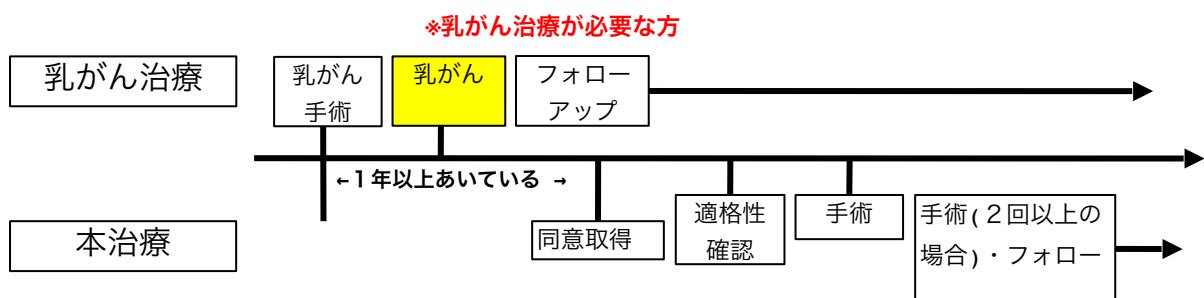 ※乳がん治療が必要な方
乳がん治療
乳がん
手術
乳がん
フォロー
アップ
←１年以上あいている →
本治療
同意取得
適格性
確認
手術
手術(２回以上の
場合)・フォロー